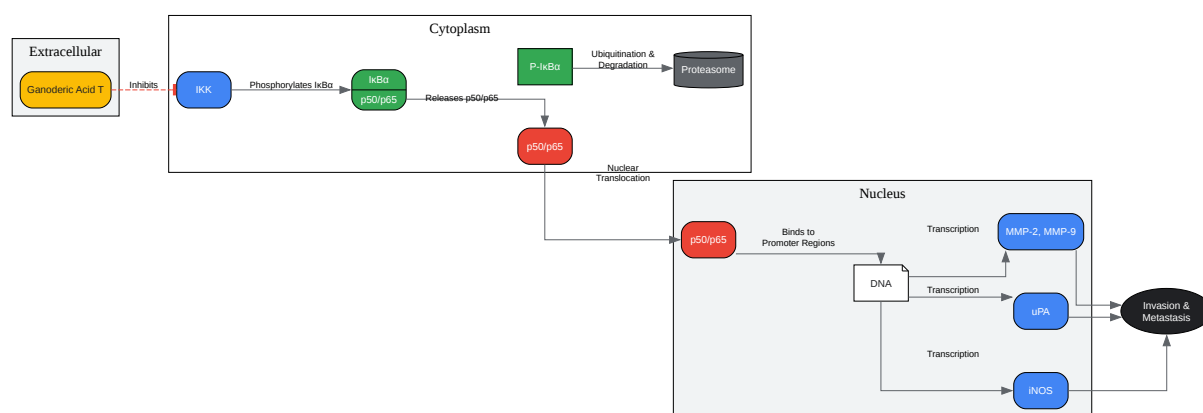 Extracellular
Ganoderic Acid T
Inhibits
Cytoplasm
IKK
Phosphorylates IκBα
IκBα
p50/p65
Releases p50/p65
P-IκBα
Ubiquitination &
Degradation
Proteasome
p50/p65
Nuclear
Translocation
Nucleus
p50/p65
Binds to
Promoter Regions
DNA
Transcription
MMP-2, MMP-9
Transcription
uPA
Transcription
iNOS
Invasion &
Metastasis